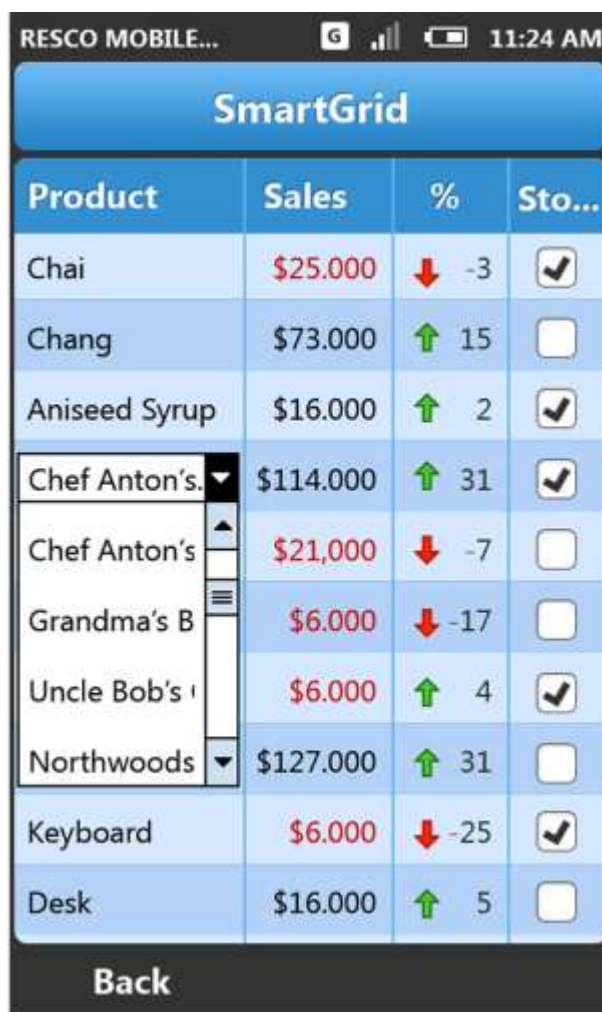 RESCO MOBILE... G 11:24 AM
SmartGrid
Product Sales % Sto...
Chai $25.000 -3
Chang $73.000 15
Aniseed Syrup $16.000 2
Chef Anton's. $114.000 31
Chef Anton's $21,000 -7
Grandma's B $6.000 -17
Uncle Bob's $6.000 4
Northwoods $127.000 31
Keyboard $6.000 -25
Desk $16.000 5
Back